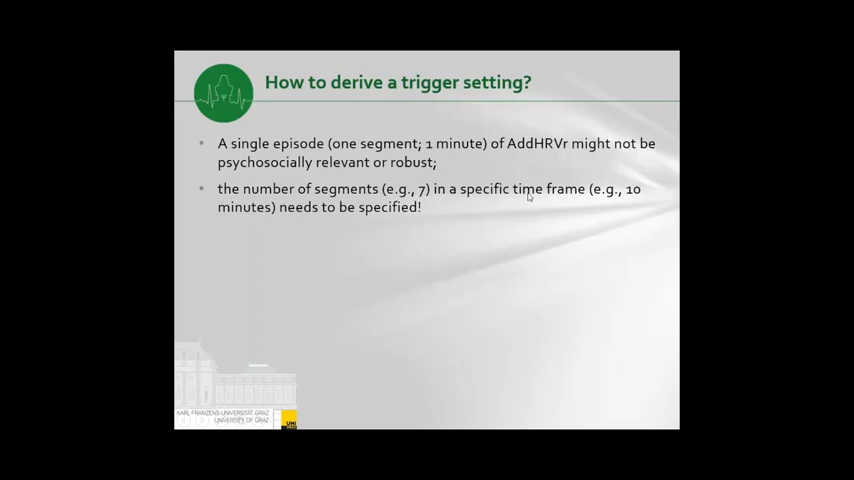 How to derive a trigger setting?
• A single episode (one segment; 1 minute) of AddHRVr might not be
psychosocially relevant or robust;
• the number of segments (e.g., 7) in a specific time frame (e.g., 10
minutes) needs to be specified!
KARL-FRANZENS-UNIVERSITÄT GRAZ
UNIVERSITY OF GRAZ
UNI